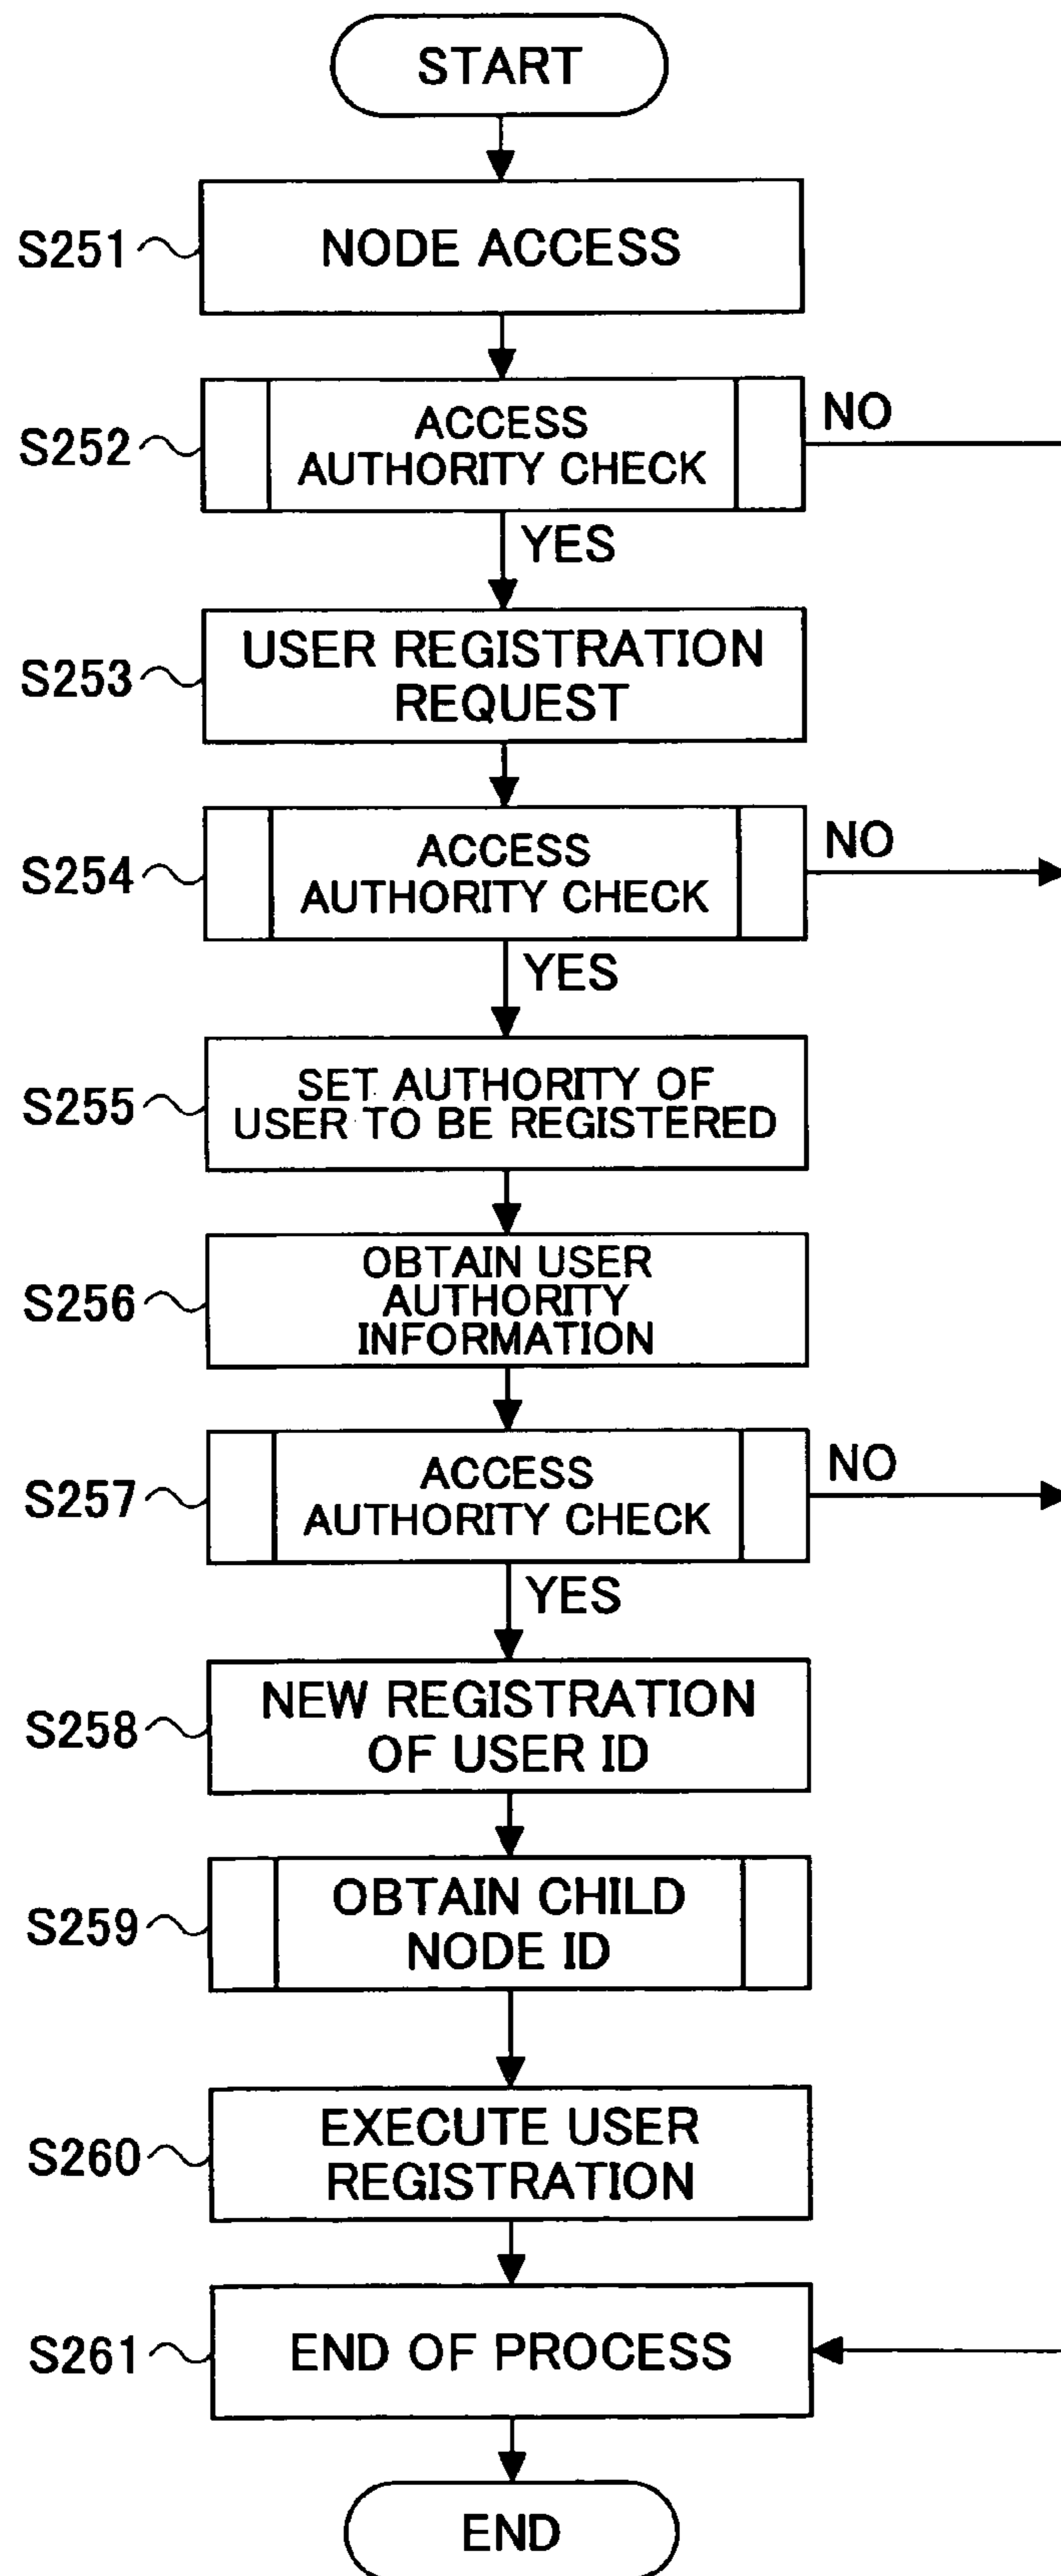 START
S251
NODE ACCESS
S252
ACCESS
AUTHORITY CHECK
NO
YES
S253
USER REGISTRATION
REQUEST
S254
ACCESS
AUTHORITY CHECK
NO
YES
S255
SET AUTHORITY OF
USER TO BE REGISTERED
S256
OBTAIN USER
AUTHORITY
INFORMATION
S257
ACCESS
AUTHORITY CHECK
NO
YES
S258
NEW REGISTRATION
OF USER ID
S259
OBTAIN CHILD
NODE ID
S260
EXECUTE USER
REGISTRATION
S261
END OF PROCESS
END